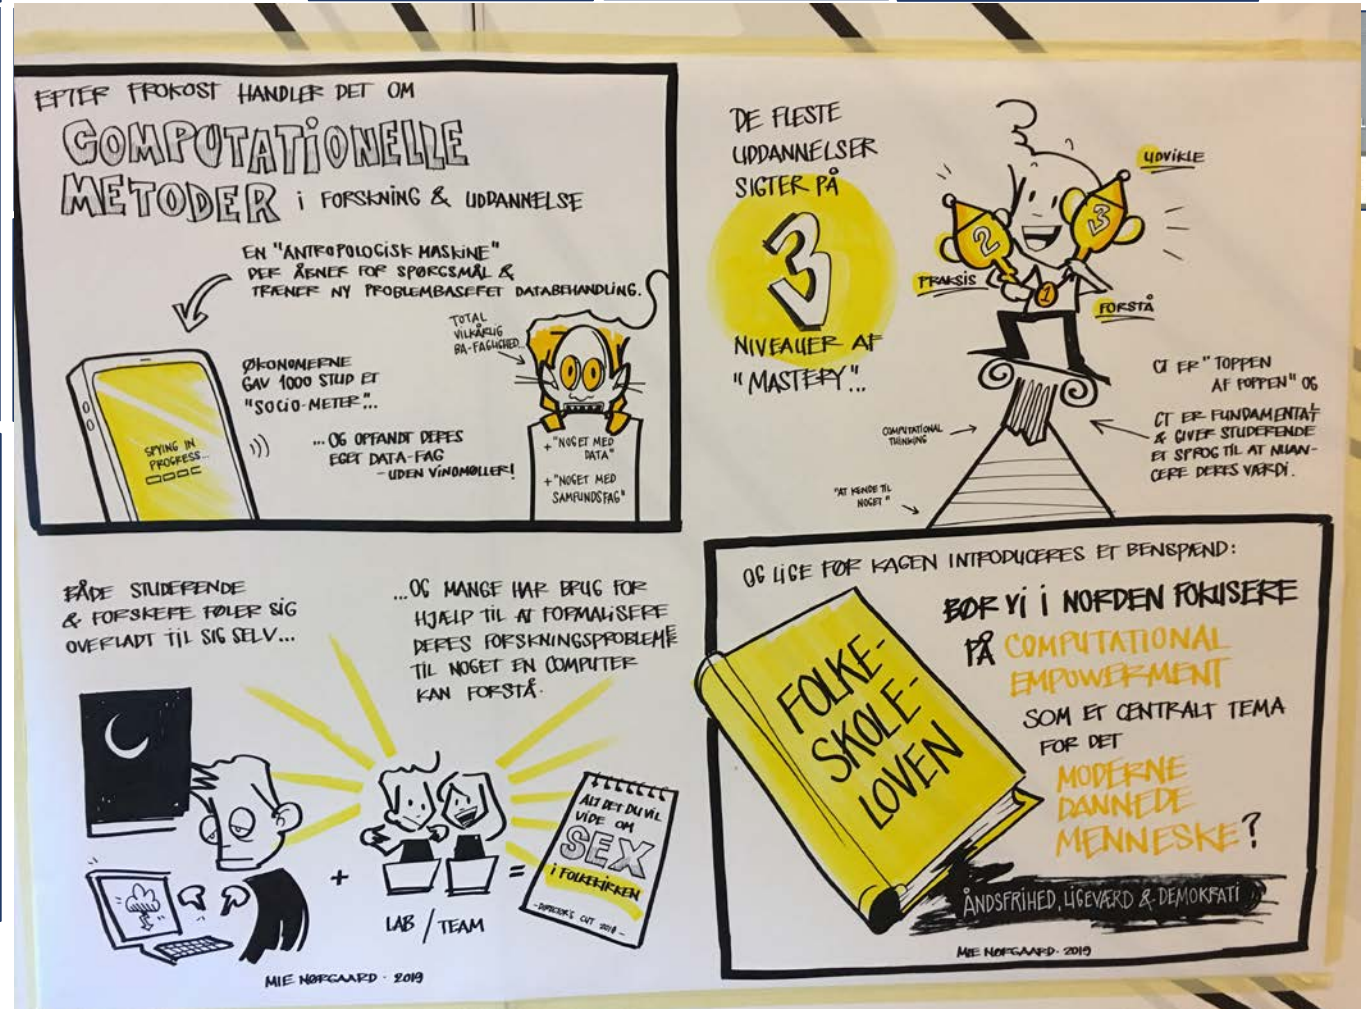 EFTER FROKOST HANDLER DET OM
COMPUTATIONELLE
METODER i FORSKNING & UDDANNELSE
EN "ANTROPOLOGISK MASKINE"
DER ÅBNER FOR SPØRGSMÅL &
TRÆNER NY PROBLEMBASERET DATABEHANDLING.
TOTAL
VILKÅRLIG
BA-FAGLIGHED...
ØKONOMERNE
GAV 1000 STUD ET
"SOCIO-METER"...
SPYING IN
PROGRESS...
... OG OPFANDT DERES
EGET DATA-FAG
- UDEN VINDMØLLER!
+ "NOGET MED
DATA"
+ "NOGET MED
SAMFUNDSFAG"
DE FLESTE
UDDANNELSER
SIGTER PÅ
3
NIVEAUER AF
"MASTERY"...
UDVIKLE
3
2
PRAKSIS
1
FORSTÅ
CT ER "TOPPEN
AF POPPEN" OG
CT ER FUNDAMENTAT
& GIVER STUDERENDE
ET SPROG TIL AT NUAN-
CERE DERES VÆRDI.
COMPUTATIONAL
THINKING
"AT KENDE TIL
NOGET"
BÅDE STUDERENDE
& FORSKERE FØLER SIG
OVERLADT TIL SIG SELV...
...OG MANGE HAR BRUG FOR
HJÆLP TIL AT FORMALISERE
DERES FORSKNINGSPROBLEME
TIL NOGET EN COMPUTER
KAN FORSTÅ.
+
LAB / TEAM
=
ALT DET DU VIL
VIDE OM
SEX
i FOLKEKIRKEN
- DIRECTOR'S CUT 2018 -
MIE NØRGAARD - 2019
OG LIGE FØR KAGEN INTRODUCERES ET BENSPÆND:
BØR VI i NORDEN FOKUSERE
PÅ COMPUTATIONAL
EMPOWERMENT
SOM ET CENTRALT TEMA
FOR DET
MODERNE
DANNEDE
MENNESKE?
FOLKE-
SKOLE-
LOVEN
ÅNDSFRIHED, LIGEVÆRD & DEMOKRATI
MIE NØRGAARD - 2019